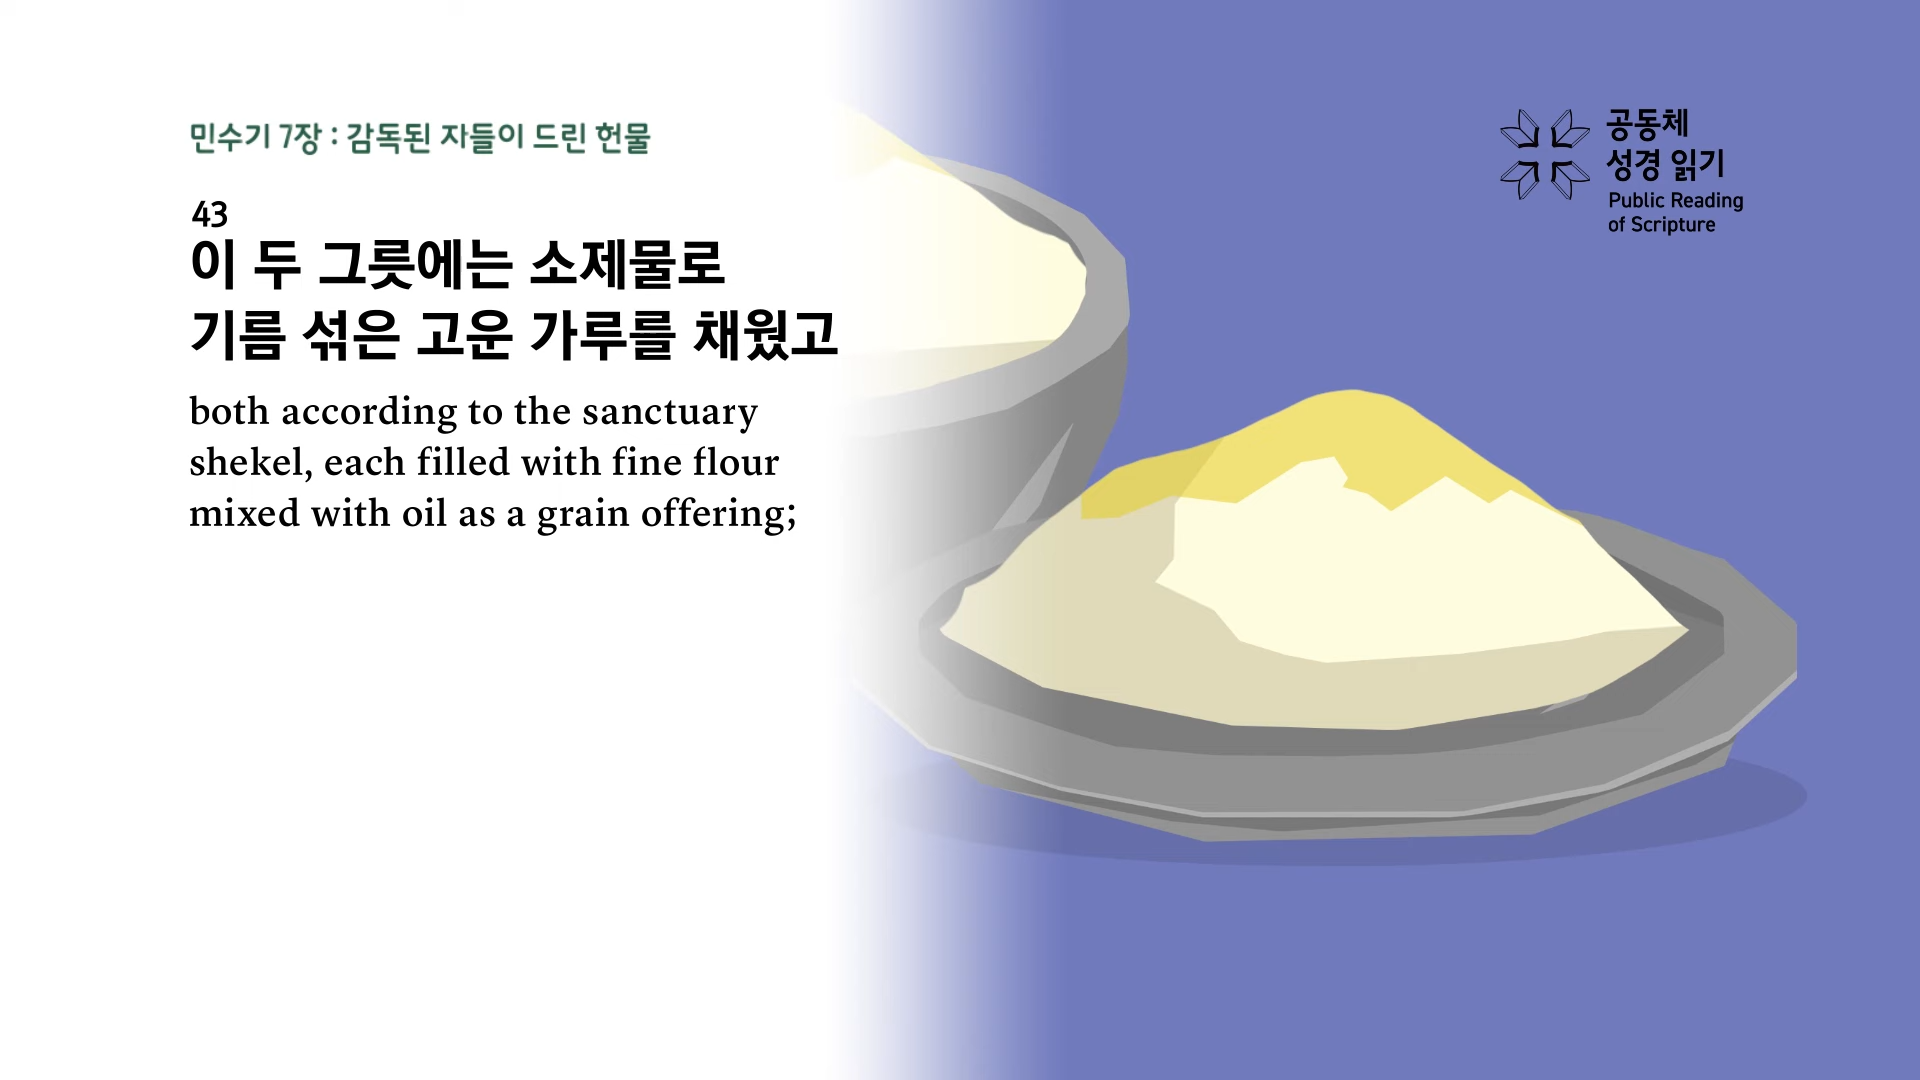 민수기 7장 : 감독된 자들이 드린 헌물
43
이 두 그릇에는 소제물로
기름 섞은 고운 가루를 채웠고
both according to the sanctuary
shekel, each filled with fine flour
mixed with oil as a grain offering;
공동체
성경 읽기
Public Reading
of Scripture